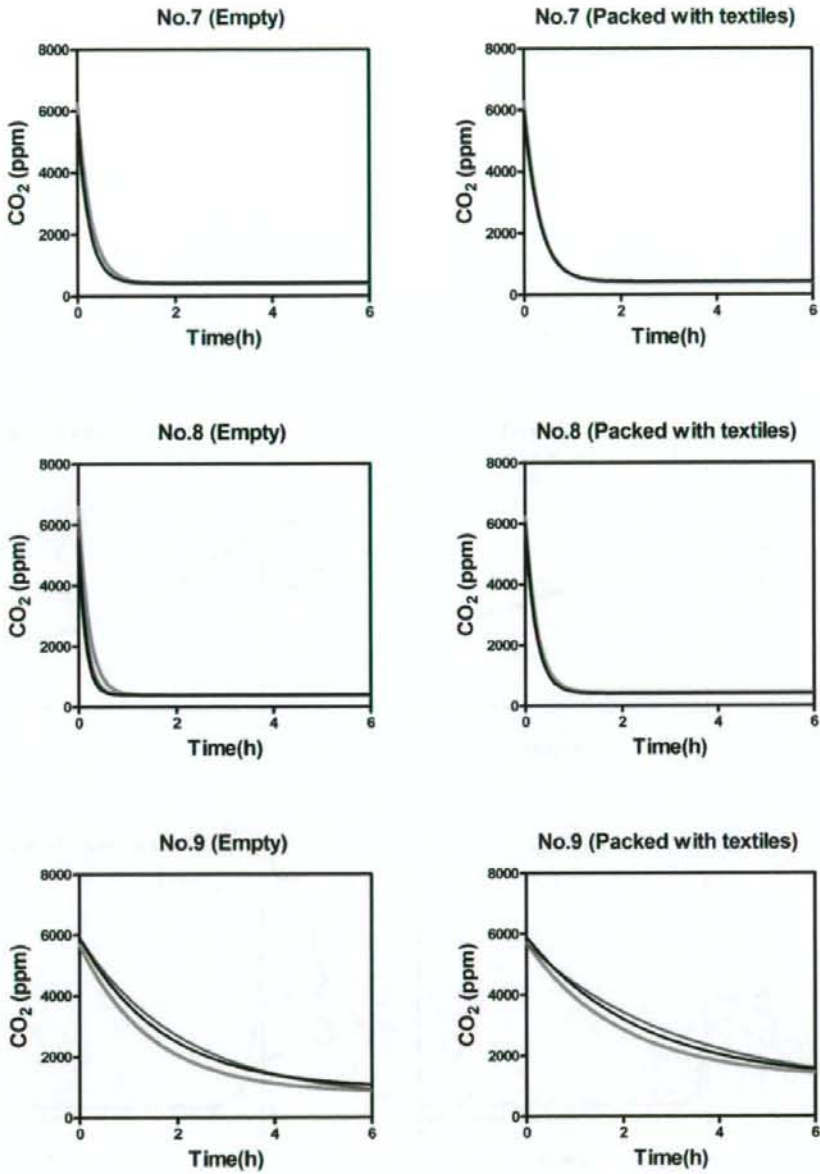 No.7 (Empty)
8000
6000
4000
2000
0
CO2 (ppm)
0 2 4 6
Time(h)
No.7 (Packed with textiles)
8000
6000
4000
2000
0
CO2 (ppm)
0 2 4 6
Time(h)
No.8 (Empty)
8000
6000
4000
2000
0
CO2 (ppm)
0 2 4 6
Time(h)
No.8 (Packed with textiles)
8000
6000
4000
2000
0
CO2 (ppm)
0 2 4 6
Time(h)
No.9 (Empty)
8000
6000
4000
2000
0
CO2 (ppm)
0 2 4 6
Time(h)
No.9 (Packed with textiles)
8000
6000
4000
2000
0
CO2 (ppm)
0 2 4 6
Time(h)